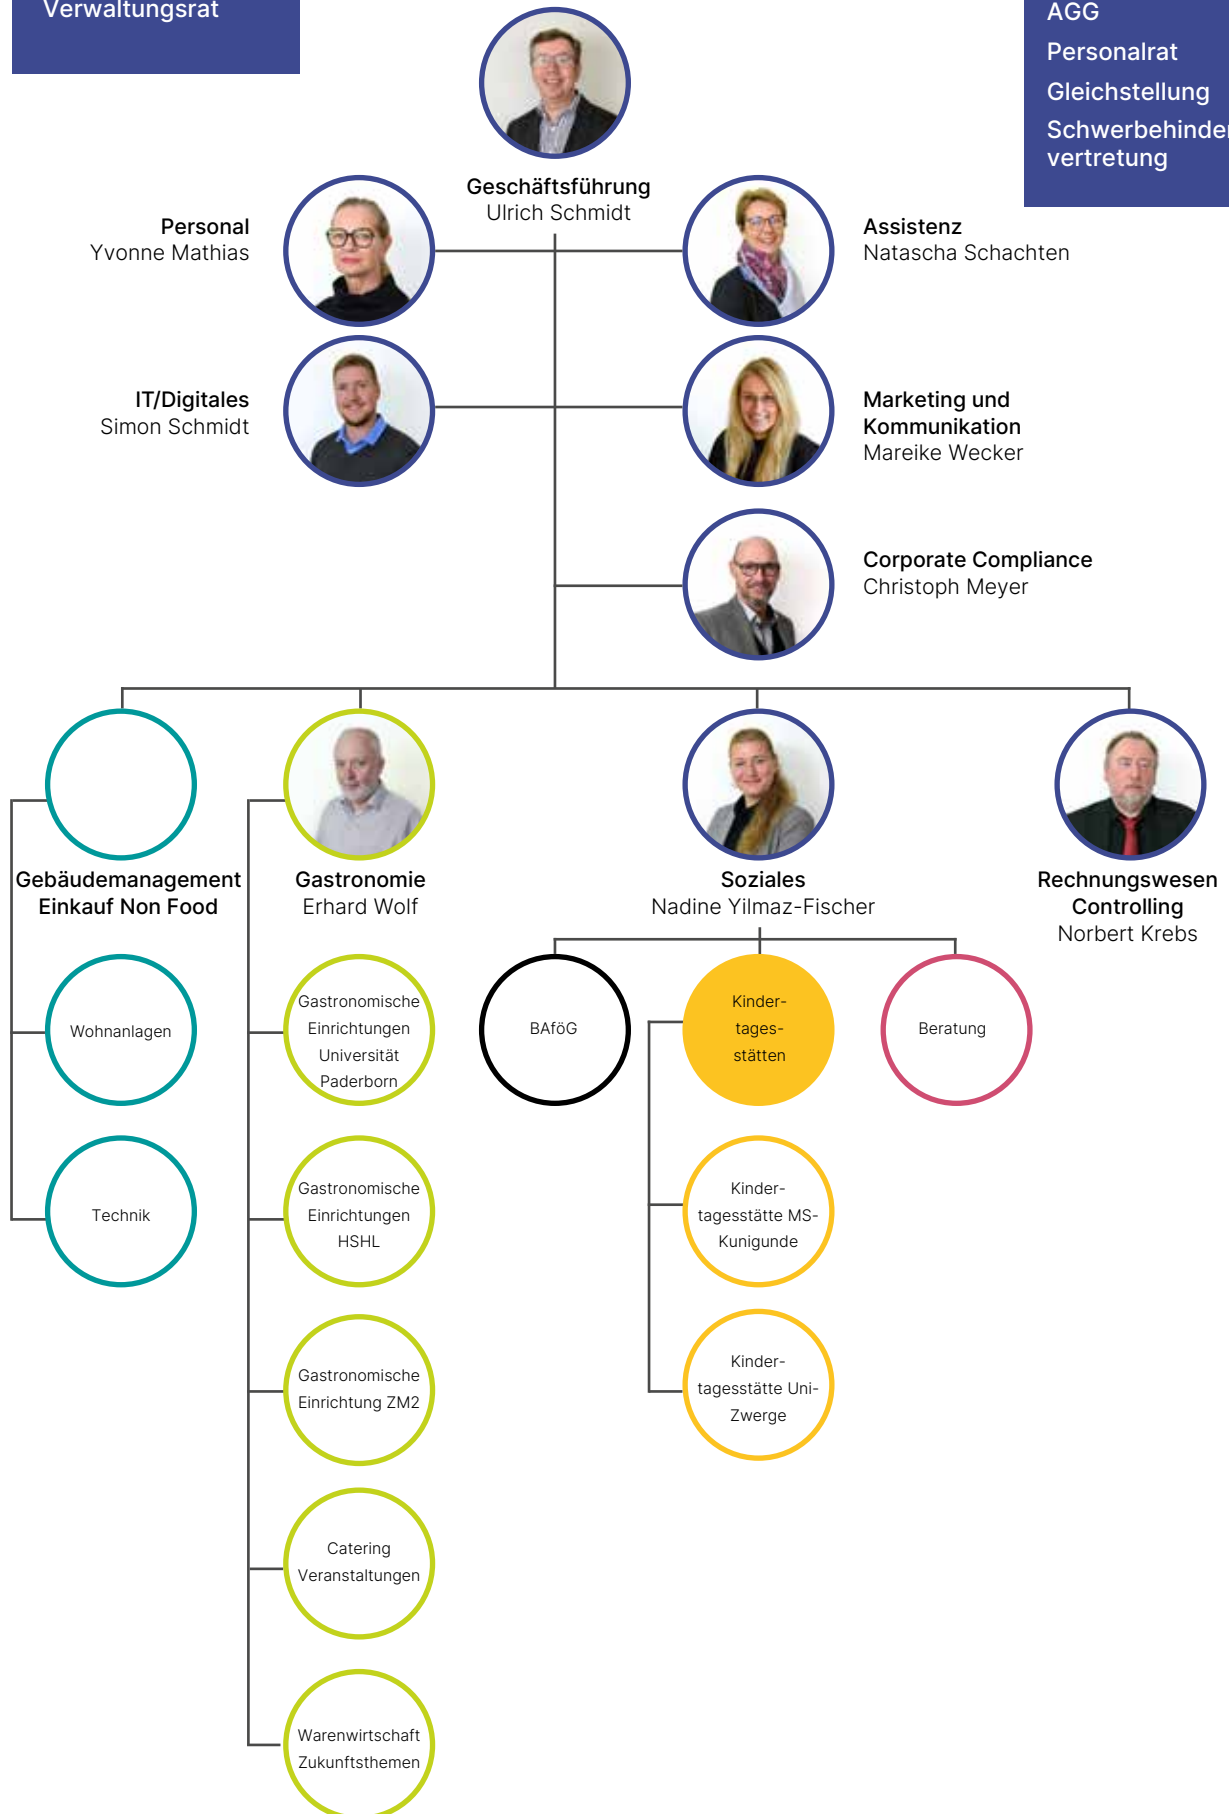 Verwaltungsrat
AGG
Personalrat
Gleichstellung
vertretung
Geschäftsführung
Ulrich Schmidt
Personal
Yvonne Mathias
Assistenz
Natascha Schachten
IT/Digitales
Simon Schmidt
Marketing und
Kommunikation
Mareike Wecker
Corporate Compliance
Christoph Meyer
Gebäudemanagement
Einkauf Non Food
Gastronomie
Erhard Wolf
Soziales
Nadine Yilmaz-Fischer
Rechnungswesen
Controlling
Norbert Krebs
Wohnanlagen
Technik
Gastronomische
Einrichtungen
Universität
Paderborn
Gastronomische
Einrichtungen
HSHL
Gastronomische
Einrichtung ZM2
Catering
Veranstaltungen
Warenwirtschaft
Zukunftsthemen
BAföG
Kinder-
tages-
stätten
Kinder-
tagesstätte MS-
Kunigunde
Kinder-
tagesstätte Uni-
Zwerge
Beratung